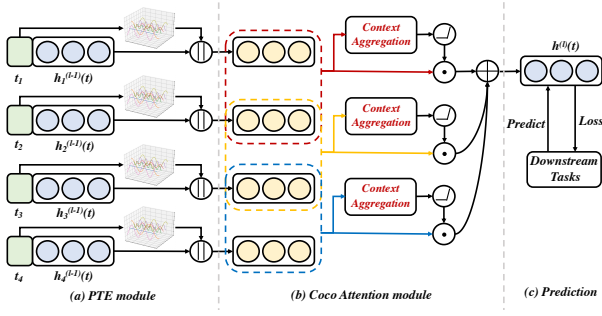 t₁ h₁⁽ˡ⁻¹⁾(t)
t₂ h₂⁽ˡ⁻¹⁾(t)
t₃ h₃⁽ˡ⁻¹⁾(t)
t₄ h₄⁽ˡ⁻¹⁾(t)
(a) PTE module
Context
Aggregation
Context
Aggregation
Context
Aggregation
(b) Coco Attention module
h⁽ˡ⁾(t)
Predict
Loss
Downstream
Tasks
(c) Prediction